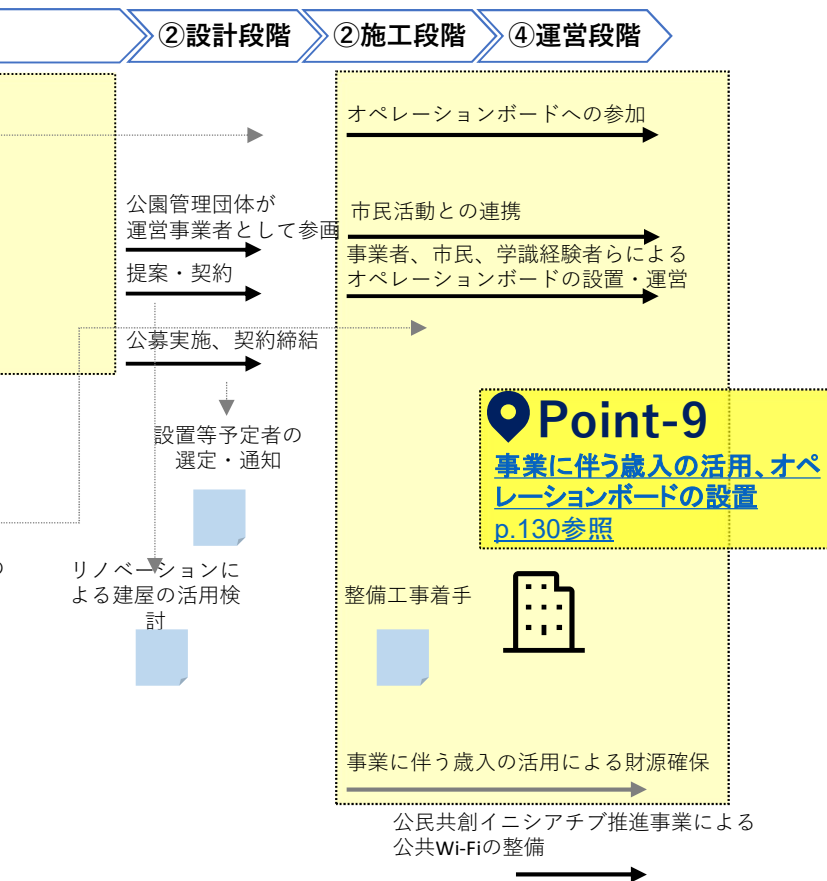 ②設計段階
②施工段階
④運営段階
オペレーションボードへの参加
公園管理団体が
運営事業者として参画
市民活動との連携
提案・契約
事業者、市民、学識経験者らによる
オペレーションボードの設置・運営
公募実施、契約締結
Point-9
事業に伴う歳入の活用、オペ
レーションボードの設置
p.130参照
設置等予定者の
選定・通知
の
リノベーションに
よる建屋の活用検
討
整備工事着手
事業に伴う歳入の活用による財源確保
公民共創イニシアチブ推進事業による
公共Wi-Fiの整備